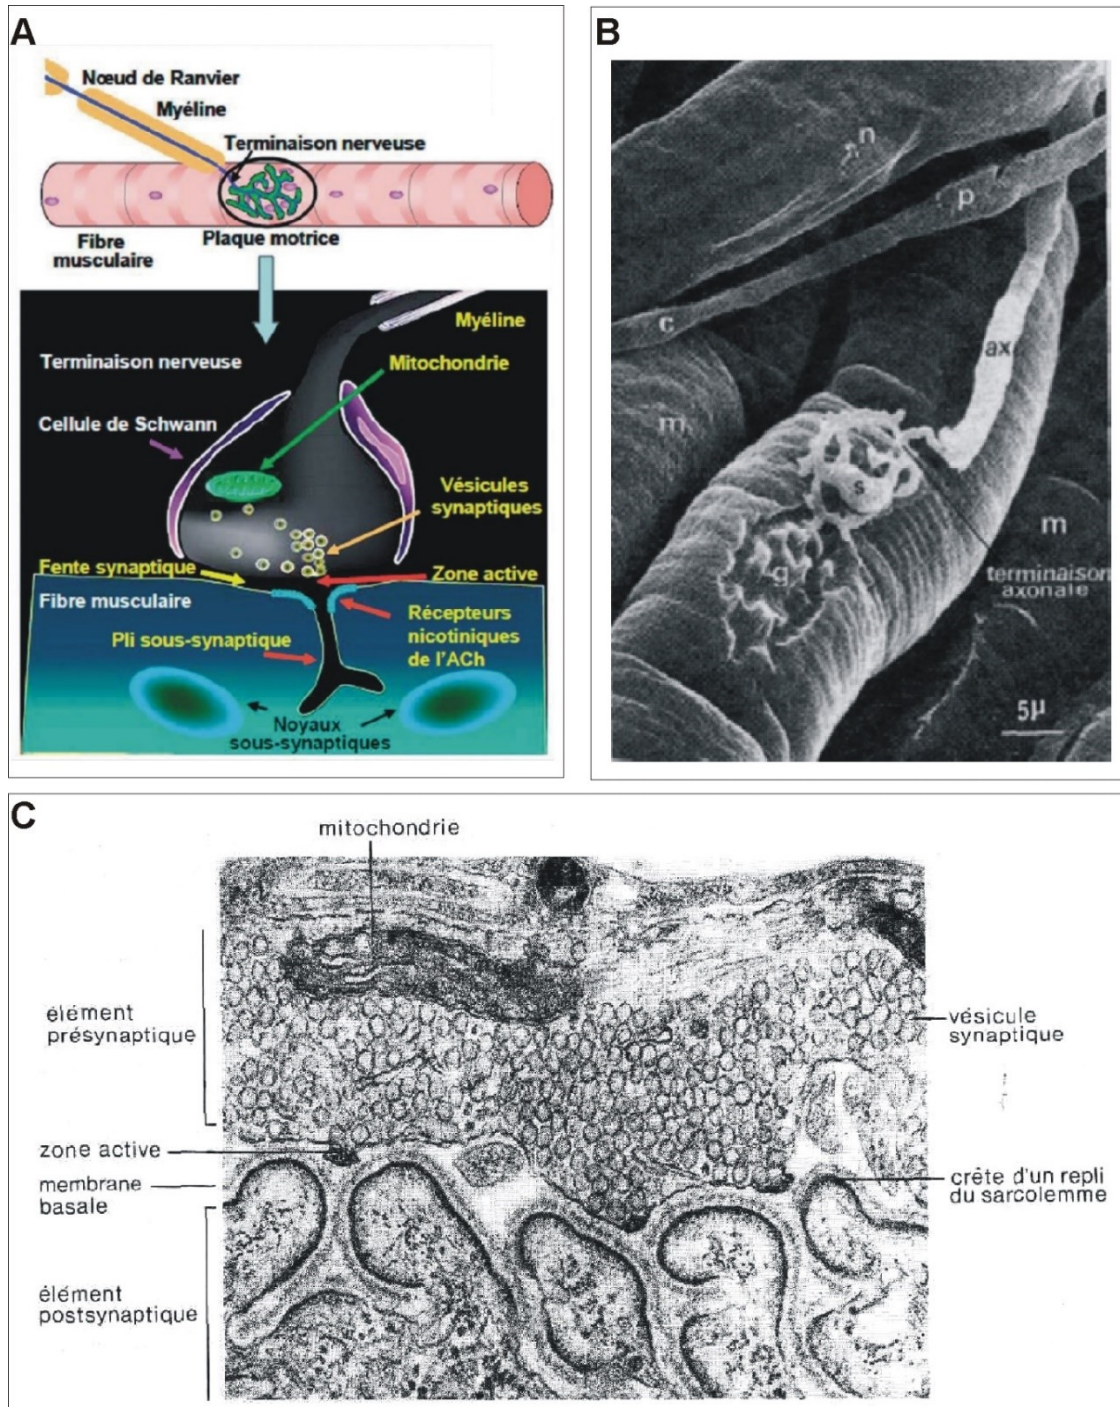 A
Nœud de Ranvier
Myéline
Terminaison nerveuse
Fibre
musculaire
Plaque motrice
Myéline
Terminaison nerveuse
Mitochondrie
Cellule de Schwann
Vésicules
synaptiques
Fente synaptique
Zone active
Fibre musculaire
Récepteurs
nicotiniques
de l'ACh
Pli sous-synaptique
Noyaux
sous-synaptiques
B
n
p
c
ax
m
s
g
m
terminaison
axonale
5µ
C
mitochondrie
élément
présynaptique
vésicule
synaptique
zone active
membrane
basale
crête d'un repli
du sarcolemme
élément
postsynaptique